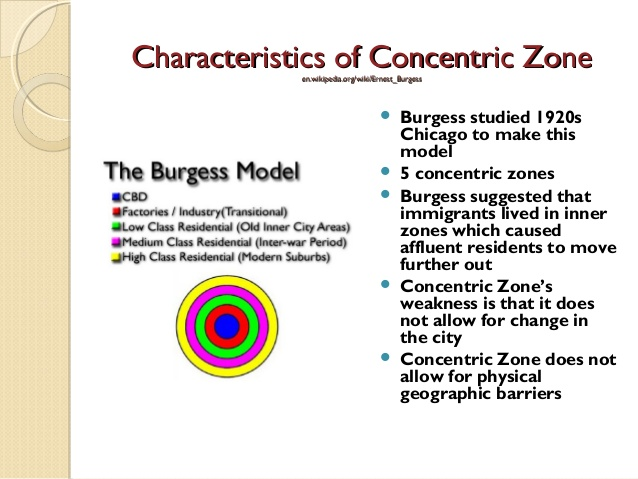 Characteristics of Concentric Zone
en.wikipedia.org/wiki/Ernest_Burgess
The Burgess Model
CBD
Factories / Industry(Transitional)
Low Class Residential (Old Inner City Areas)
Medium Class Residential (Inter-war Period)
High Class Residential (Modern Suburbs)
Burgess studied 1920s
Chicago to make this
model
5 concentric zones
Burgess suggested that
immigrants lived in inner
zones which caused
affluent residents to move
further out
Concentric Zone's
weakness is that it does
not allow for change in
the city
Concentric Zone does not
allow for physical
geographic barriers